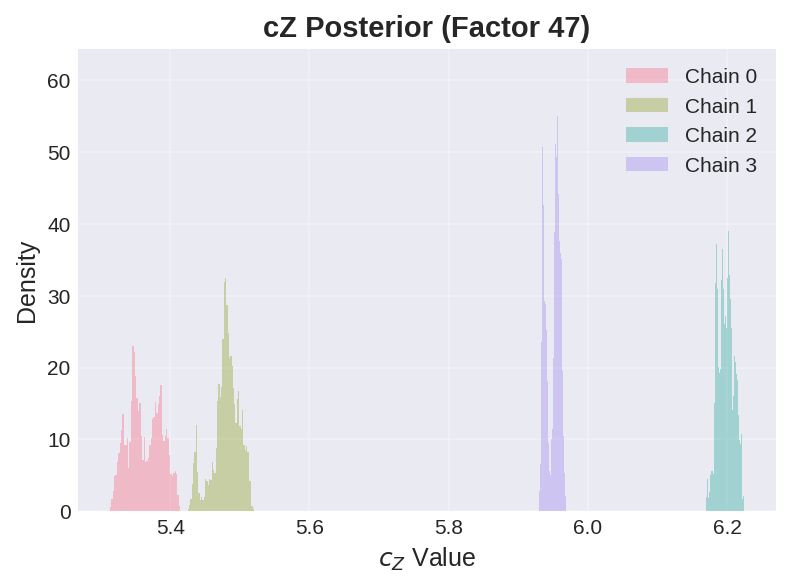 cZ Posterior (Factor 47)
Chain 0
Chain 1
Chain 2
Chain 3
Density
60
50
40
30
20
10
0
5.4 5.6 5.8 6.0 6.2
cZ Value